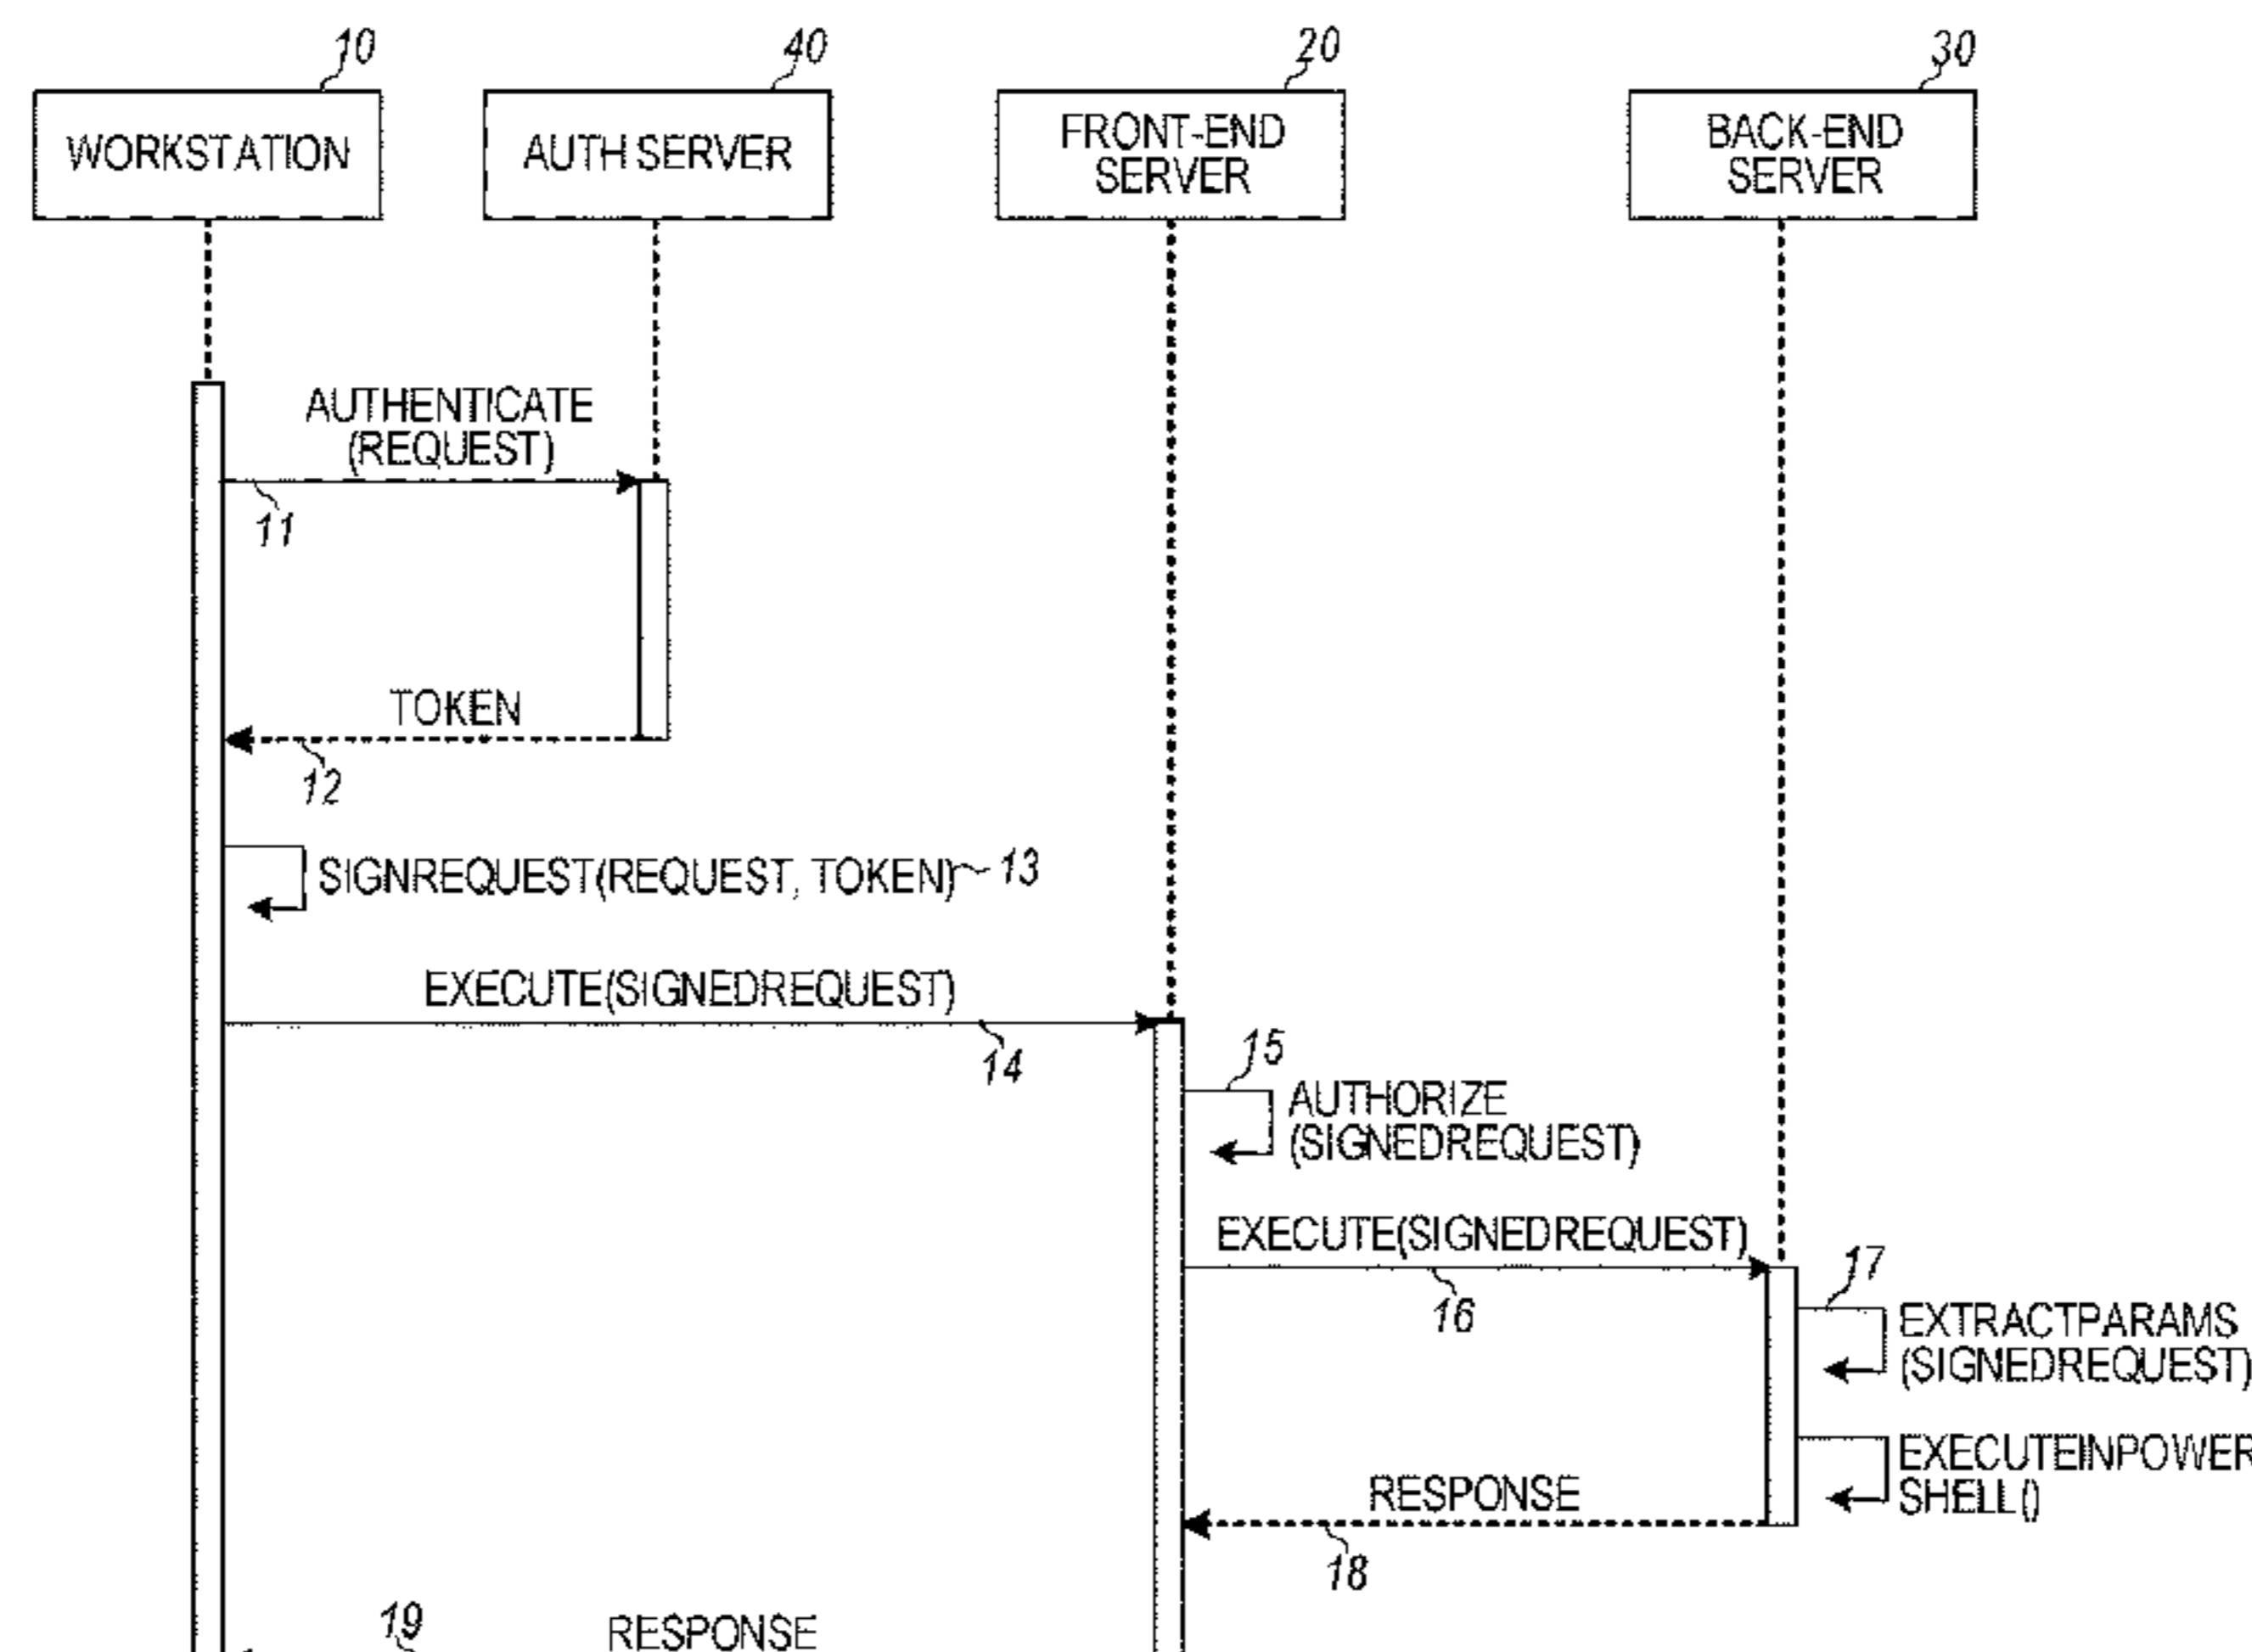 10
40
20
30
WORKSTATION
AUTH SERVER
FRONT-END
SERVER
BACK-END
SERVER
AUTHENTICATE
(REQUEST)
11
TOKEN
12
SIGNREQUEST(REQUEST, TOKEN)
13
EXECUTE(SIGNEDREQUEST)
14
15
AUTHORIZE
(SIGNEDREQUEST)
EXECUTE(SIGNEDREQUEST)
16
17
EXTRACTPARAMS
(SIGNEDREQUEST)
EXECUTEINPOWER
SHELL()
RESPONSE
18
19
RESPONSE